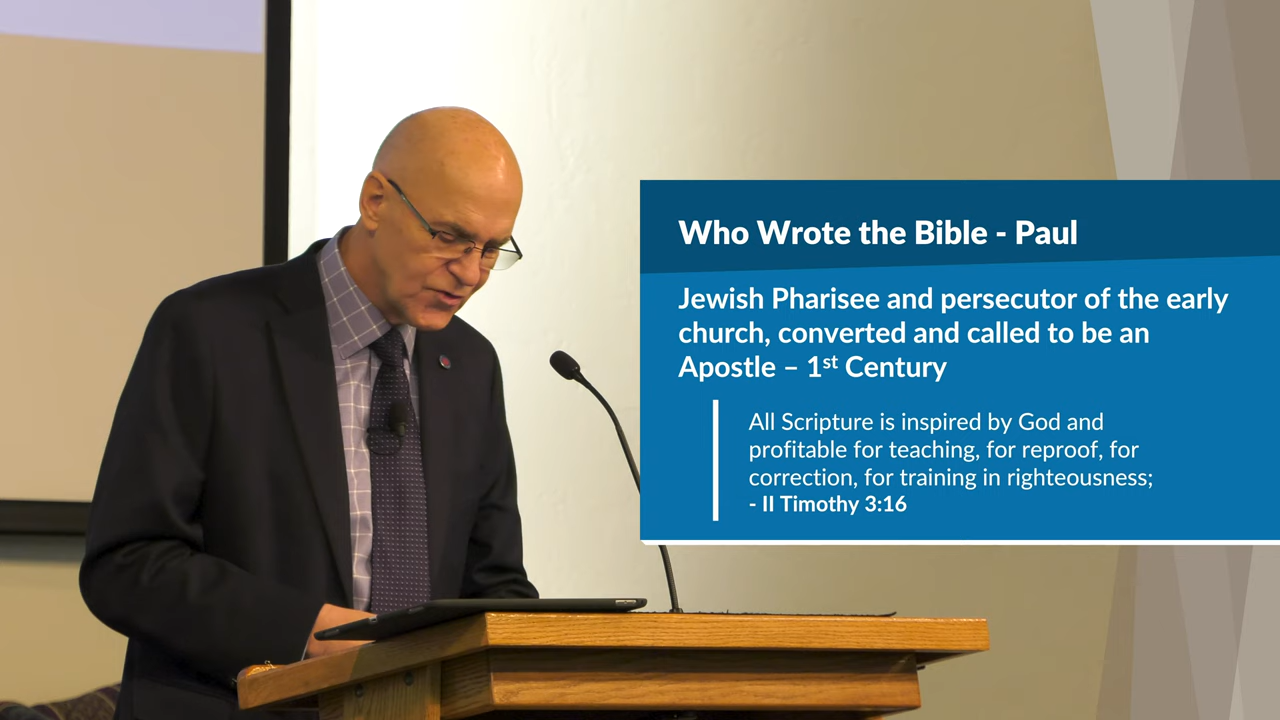 Who Wrote the Bible - Paul
Jewish Pharisee and persecutor of the early
church, converted and called to be an
Apostle – 1st Century
All Scripture is inspired by God and
profitable for teaching, for reproof, for
correction, for training in righteousness;
- II Timothy 3:16